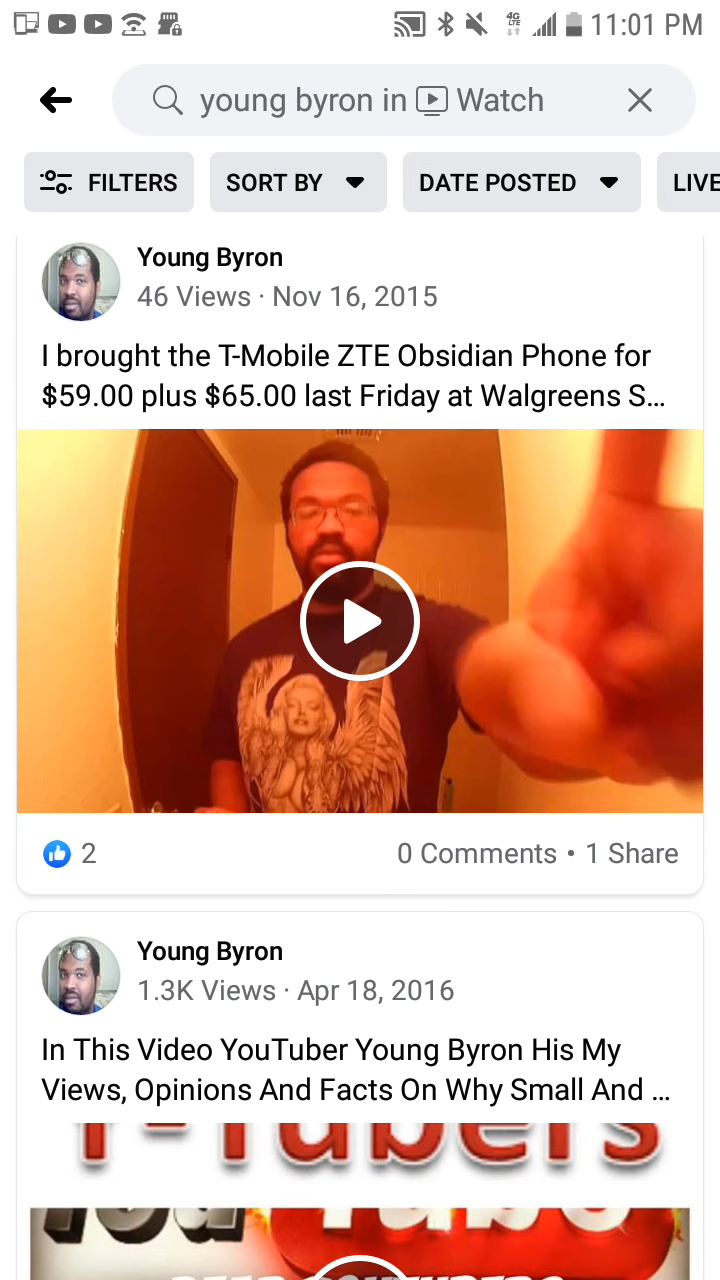 4G
LTE
11:01 PM
young byron in Watch
FILTERS
SORT BY
DATE POSTED
LIVE
Young Byron
46 Views · Nov 16, 2015
I brought the T-Mobile ZTE Obsidian Phone for
$59.00 plus $65.00 last Friday at Walgreens S...
2
0 Comments • 1 Share
Young Byron
1.3K Views · Apr 18, 2016
In This Video YouTuber Young Byron His My
Views, Opinions And Facts On Why Small And ...